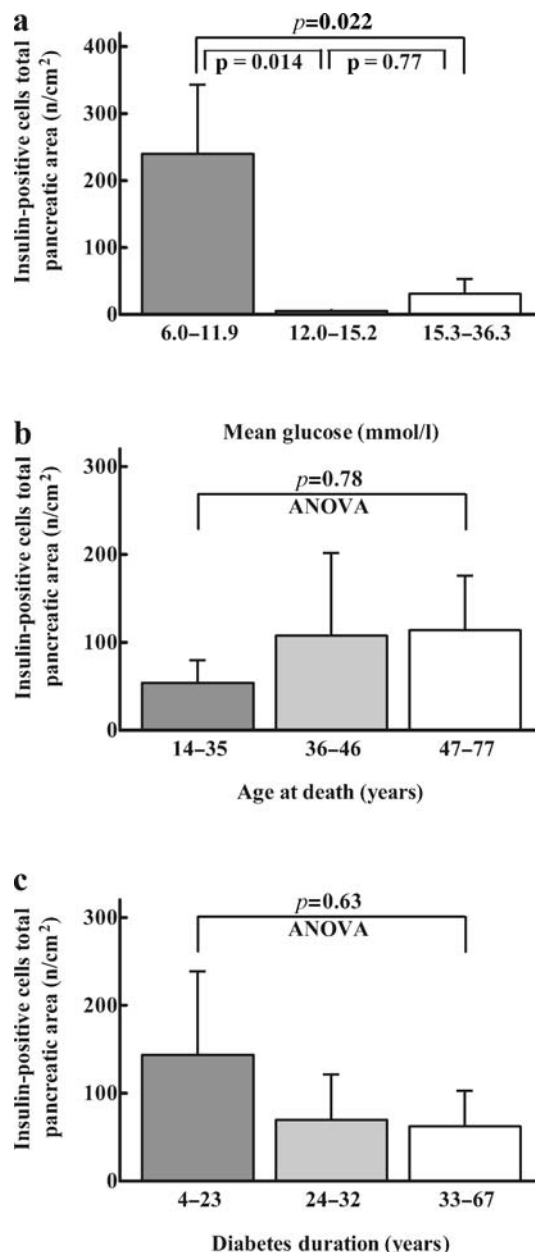 a
p=0.022
p = 0.014
p = 0.77
Insulin-positive cells total
pancreatic area (n/cm²)
400
300
200
100
0
6.0–11.9
12.0–15.2
15.3–36.3
Mean glucose (mmol/l)
b
p=0.78
ANOVA
Insulin-positive cells total
pancreatic area (n/cm²)
300
200
100
0
14–35
36–46
47–77
Age at death (years)
c
p=0.63
ANOVA
Insulin-positive cells total
pancreatic area (n/cm²)
300
200
100
0
4–23
24–32
33–67
Diabetes duration (years)